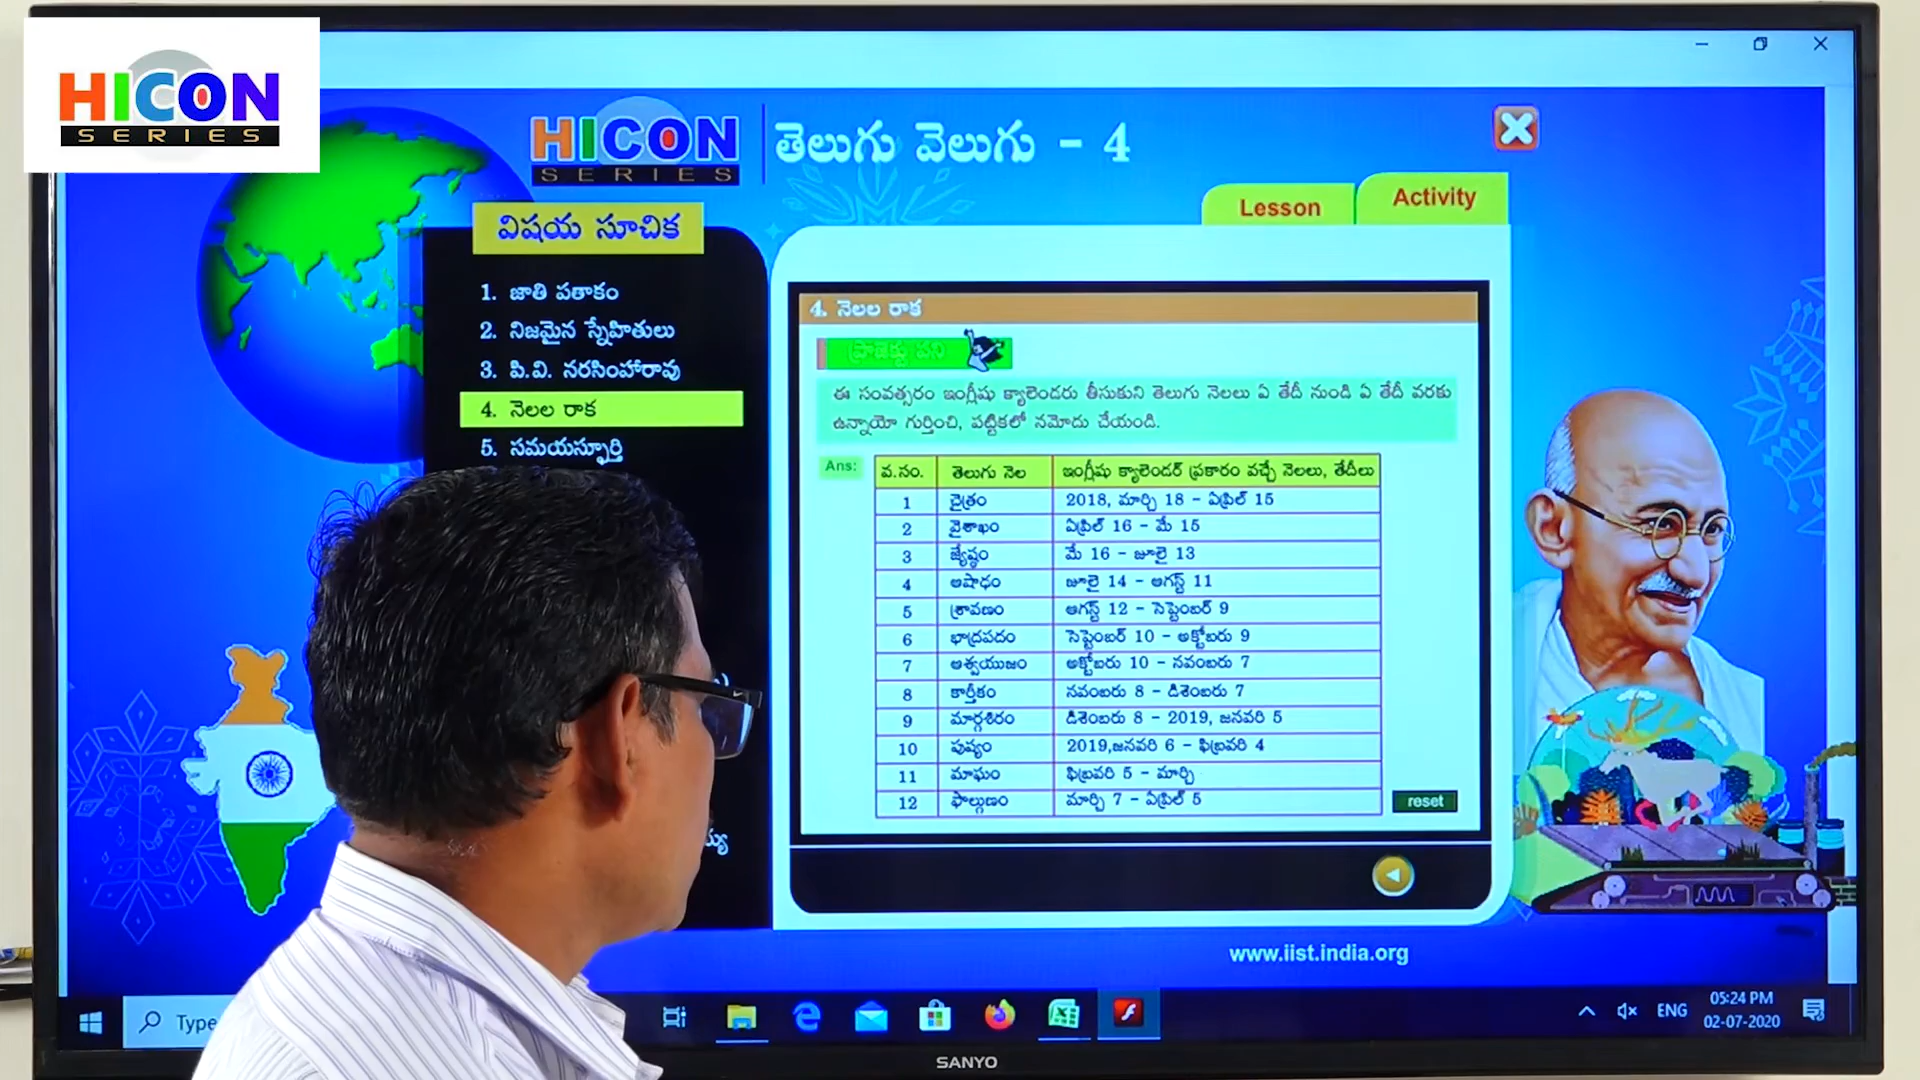 HICON
SERIES
HICON
SERIES
తెలుగు వెలుగు - 4
Lesson
Activity
విషయ సూచిక
1. జాతి పతాకం
2. నిజమైన స్నేహితులు
3. పి.వి. నరసింహారావు
4. నెలల రాక
5. సమయస్ఫూర్తి
4. నెలల రాక
ప్రాజెక్టు పని
ఈ సంవత్సరం ఇంగ్లీషు క్యాలెండరు తీసుకుని తెలుగు నెలలు ఏ తేదీ నుండి ఏ తేదీ వరకు
ఉన్నాయో గుర్తించి, పట్టికలో నమోదు చేయండి.
Ans:
వ.సం. తెలుగు నెల ఇంగ్లీషు క్యాలెండర్ ప్రకారం వచ్చే నెలలు, తేదీలు
1 చైత్రం 2018, మార్చి 18 - ఏప్రిల్ 15
2 వైశాఖం ఏప్రిల్ 16 - మే 15
3 జ్యేష్ఠం మే 16 - జూలై 13
4 ఆషాఢం జూలై 14 - ఆగస్ట్ 11
5 శ్రావణం ఆగస్ట్ 12 - సెప్టెంబర్ 9
6 భాద్రపదం సెప్టెంబర్ 10 - అక్టోబరు 9
7 ఆశ్వయుజం అక్టోబరు 10 - నవంబరు 7
8 కార్తీకం నవంబరు 8 - డిశెంబరు 7
9 మార్గశిరం డిశెంబరు 8 - 2019, జనవరి 5
10 పుష్యం 2019,జనవరి 6 - ఫిబ్రవరి 4
11 మాఘం ఫిబ్రవరి 5 - మార్చి
12 ఫాల్గుణం మార్చి 7 - ఏప్రిల్ 5
reset
www.iist.india.org
Type
ENG
05:24 PM
02-07-2020
SANYO